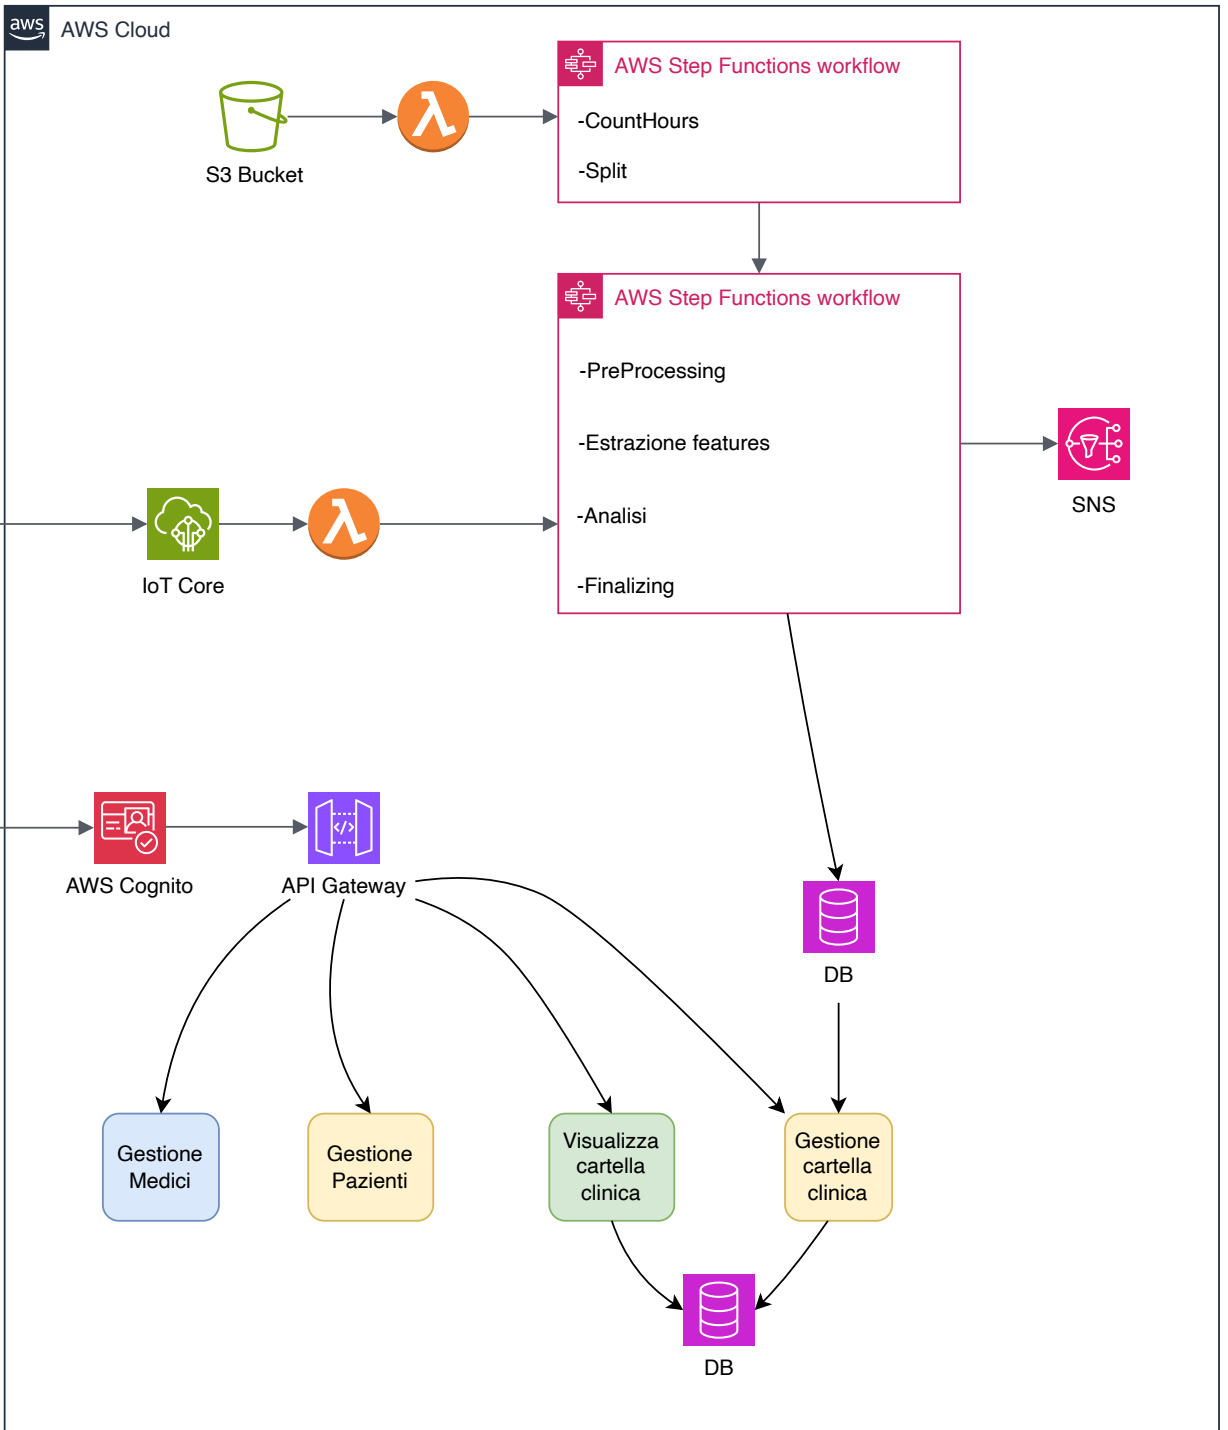 aws
AWS Cloud
AWS Step Functions workflow
-CountHours
-Split
S3 Bucket
AWS Step Functions workflow
-PreProcessing
-Estrazione features
-Analisi
-Finalizing
SNS
IoT Core
</>
AWS Cognito
API Gateway
DB
Gestione
Medici
Gestione
Pazienti
Visualizza
cartella
clinica
Gestione
cartella
clinica
DB